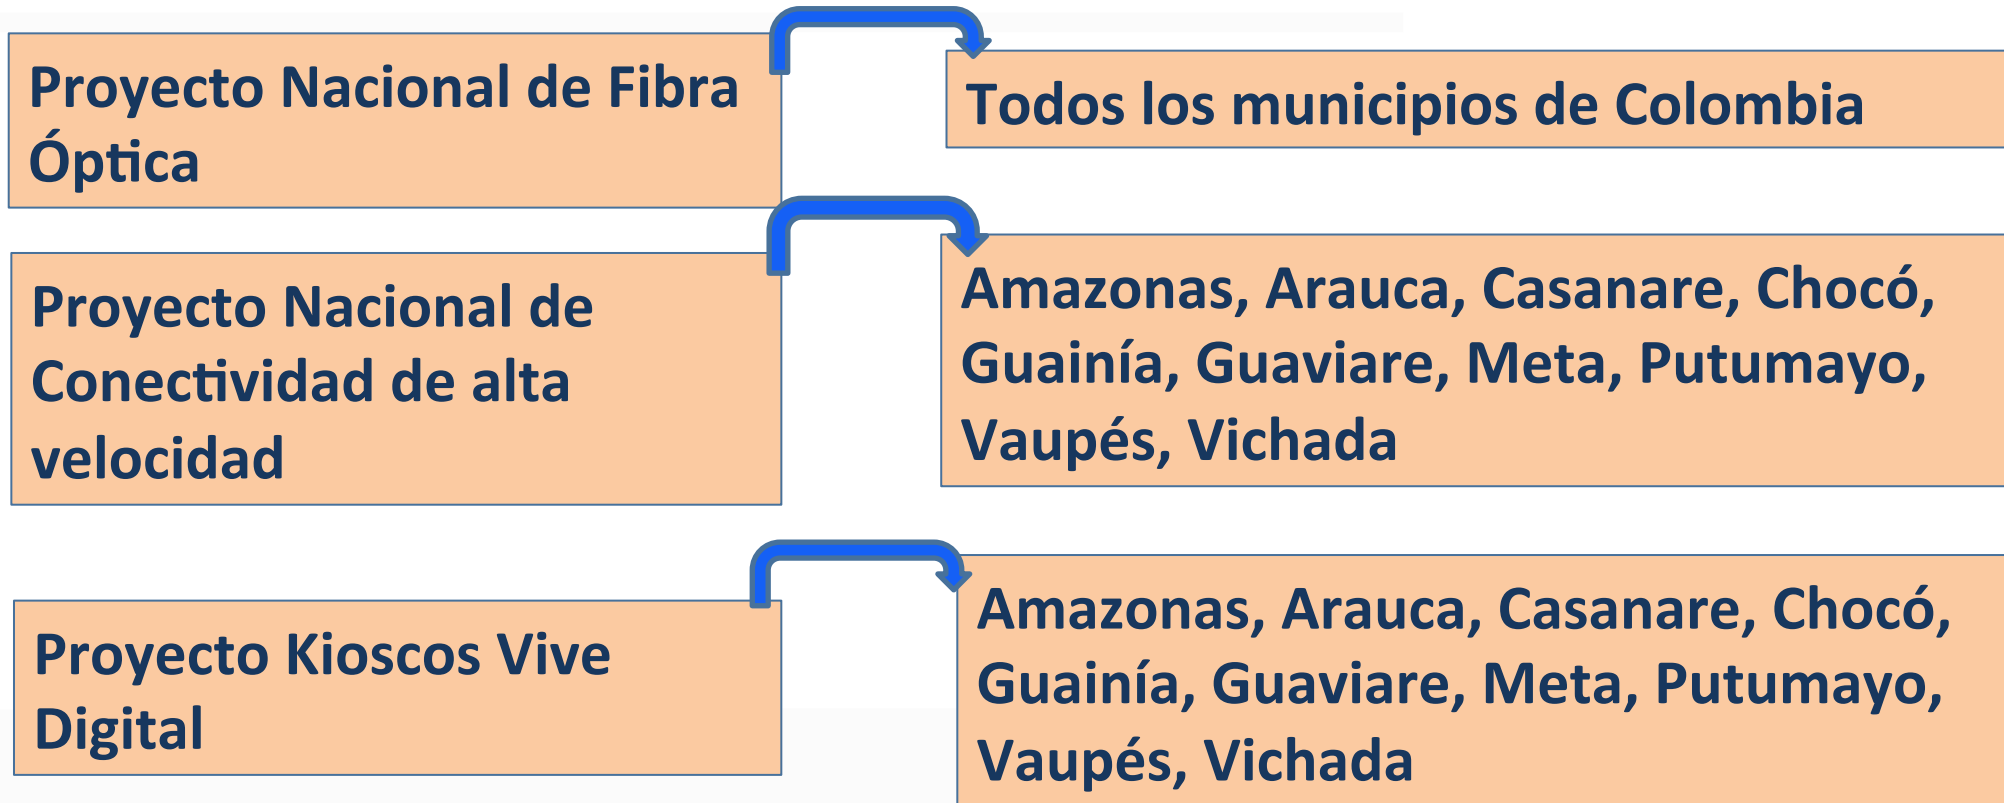 Proyecto Nacional de Fibra
Óptica
Todos los municipios de Colombia
Proyecto Nacional de
Conectividad de alta
velocidad
Amazonas, Arauca, Casanare, Chocó,
Guainía, Guaviare, Meta, Putumayo,
Vaupés, Vichada
Proyecto Kioscos Vive
Digital
Amazonas, Arauca, Casanare, Chocó,
Guainía, Guaviare, Meta, Putumayo,
Vaupés, Vichada